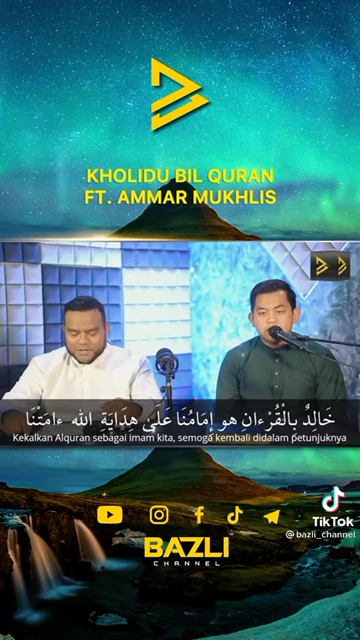 KHOLIDU BIL QURAN
FT. AMMAR MUKHLIS
خَالِدٌ بِالْقُرْءانِ هو إِمَامُنَا عَلَى هِدَايَةِ الله ءامَتْنَا
Kekalkan Alquran sebagai imam kita, semoga kembali didalam petunjuknya
TikTok
@bazli_channel
BAZLI
CHANNEL